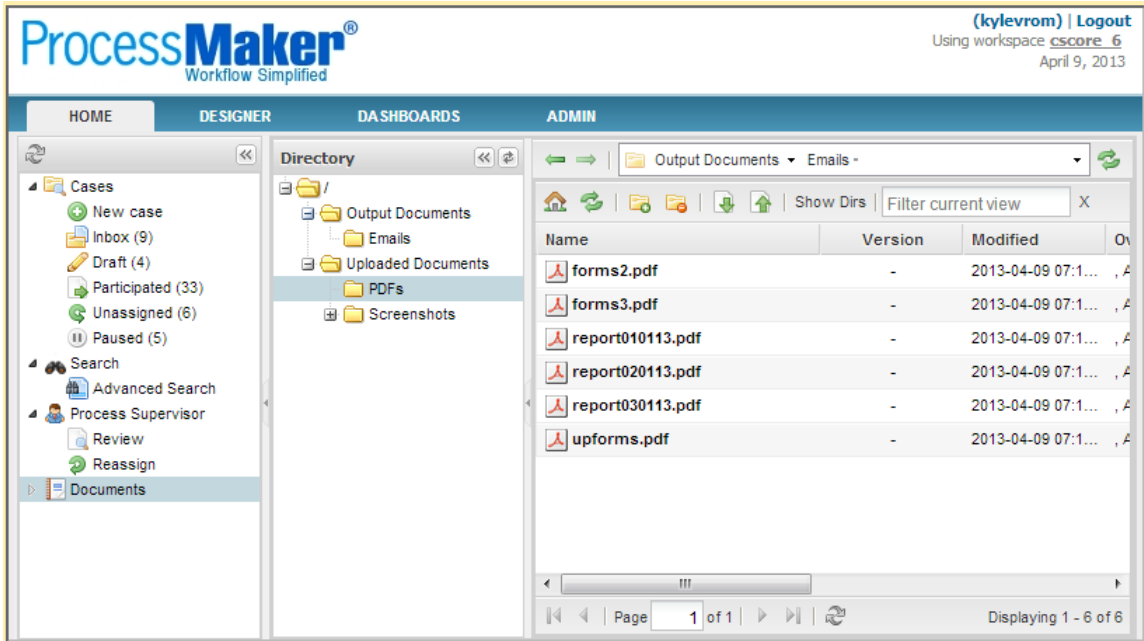 ProcessMaker®
Workflow Simplified
(kylevrom) | Logout
Using workspace cscore_6
April 9, 2013
HOME DESIGNER DASHBOARDS ADMIN
Cases
New case
Inbox (9)
Draft (4)
Participated (33)
Unassigned (6)
Paused (5)
Search
Advanced Search
Process Supervisor
Review
Reassign
Documents
Directory
/
Output Documents
Emails
Uploaded Documents
PDFs
Screenshots
Output Documents Emails
Show Dirs Filter current view X
Name Version Modified
forms2.pdf - 2013-04-09 07:1... , A
forms3.pdf - 2013-04-09 07:1... , A
report010113.pdf - 2013-04-09 07:1... , A
report020113.pdf - 2013-04-09 07:1... , A
report030113.pdf - 2013-04-09 07:1... , A
upforms.pdf - 2013-04-09 07:1... , A
Page 1 of 1 Displaying 1 - 6 of 6